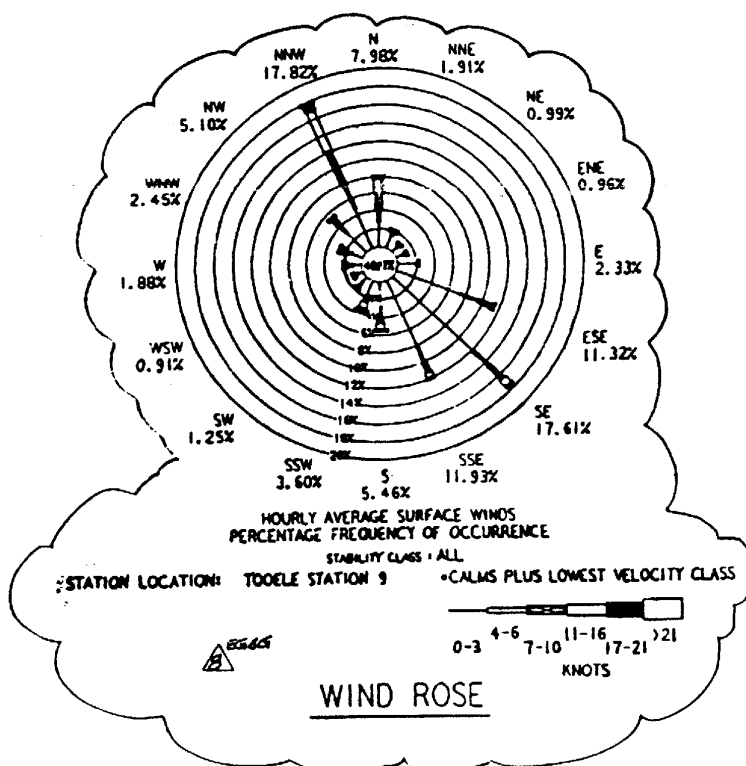 N
7.98%
NNE
1.91%
NE
0.99%
ENE
0.96%
E
2.33%
ESE
11.32%
SE
17.61%
SSE
11.93%
S
5.46%
SSW
3.60%
SW
1.25%
WSW
0.91%
W
1.88%
WNW
2.45%
NW
5.10%
NNW
17.82%
6%
8%
10%
12%
14%
16%
18%
20%
HOURLY AVERAGE SURFACE WINDS
PERCENTAGE FREQUENCY OF OCCURRENCE
STABILITY CLASS : ALL
STATION LOCATION: TOOELE STATION 9
•CALMS PLUS LOWEST VELOCITY CLASS
0-3 4-6 7-10 11-16 17-21 >21
KNOTS
WIND ROSE